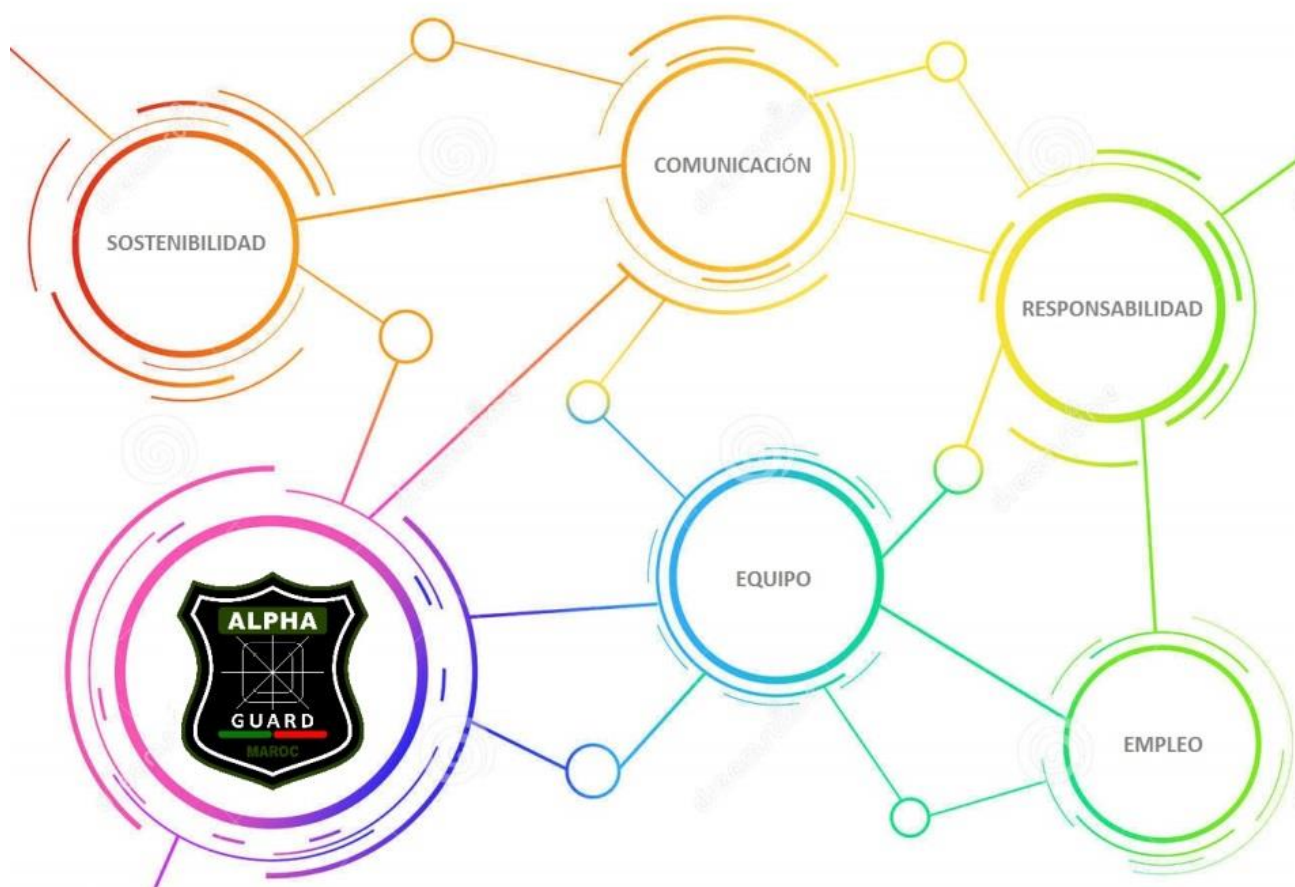 COMUNICACIÓN
SOSTENIBILIDAD
RESPONSABILIDAD
EQUIPO
ALPHA
GUARD
MAROC
EMPLEO